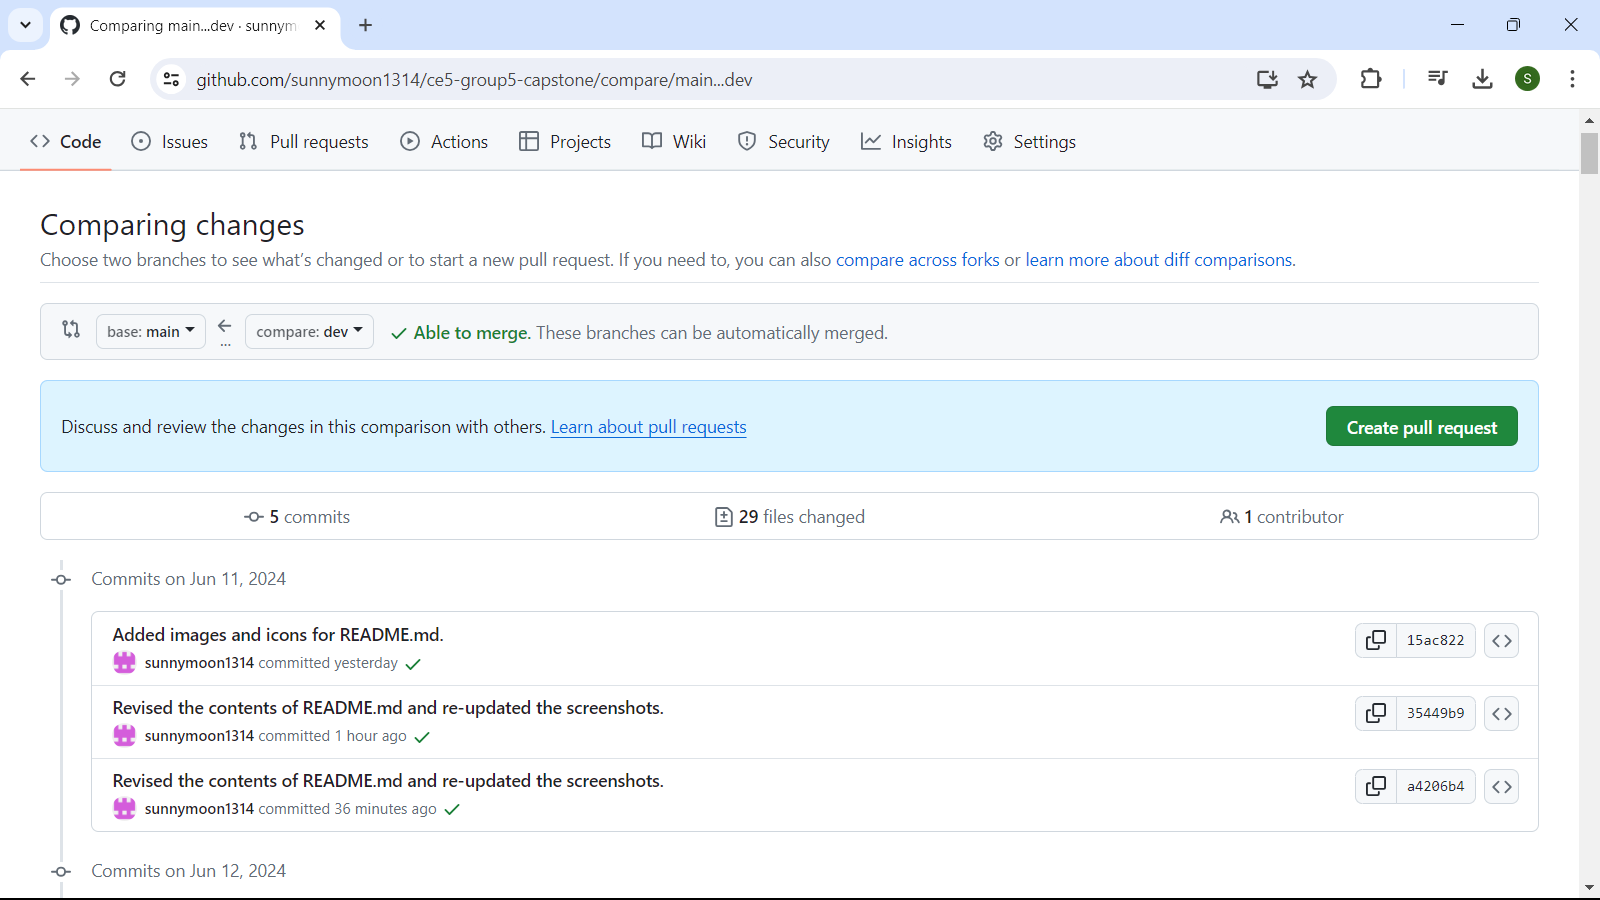 Comparing main...dev · sunnym
github.com/sunnymoon1314/ce5-group5-capstone/compare/main...dev
S
Code Issues Pull requests Actions Projects Wiki Security Insights Settings
Comparing changes
Choose two branches to see what's changed or to start a new pull request. If you need to, you can also compare across forks or learn more about diff comparisons.
base: main ... compare: dev Able to merge. These branches can be automatically merged.
Discuss and review the changes in this comparison with others. Learn about pull requests
Create pull request
5 commits 29 files changed 1 contributor
Commits on Jun 11, 2024
Added images and icons for README.md.
15ac822
sunnymoon1314 committed yesterday
Revised the contents of README.md and re-updated the screenshots.
35449b9
sunnymoon1314 committed 1 hour ago
Revised the contents of README.md and re-updated the screenshots.
a4206b4
sunnymoon1314 committed 36 minutes ago
Commits on Jun 12, 2024